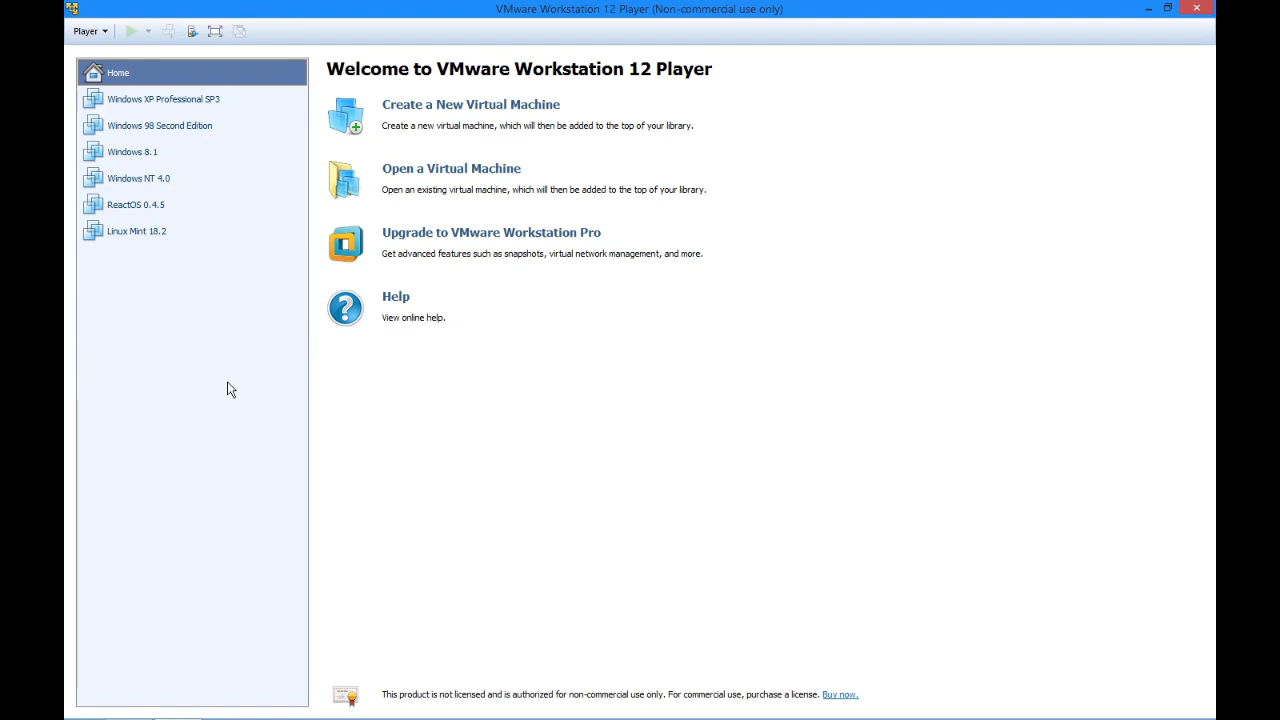 VMware Workstation 12 Player (Non-commercial use only)
Player
Home
Windows XP Professional SP3
Windows 98 Second Edition
Windows 8.1
Windows NT 4.0
ReactOS 0.4.5
Linux Mint 18.2
Welcome to VMware Workstation 12 Player
Create a New Virtual Machine
Create a new virtual machine, which will then be added to the top of your library.
Open a Virtual Machine
Open an existing virtual machine, which will then be added to the top of your library.
Upgrade to VMware Workstation Pro
Get advanced features such as snapshots, virtual network management, and more.
Help
View online help.
This product is not licensed and is authorized for non-commercial use only. For commercial use, purchase a license. Buy now.